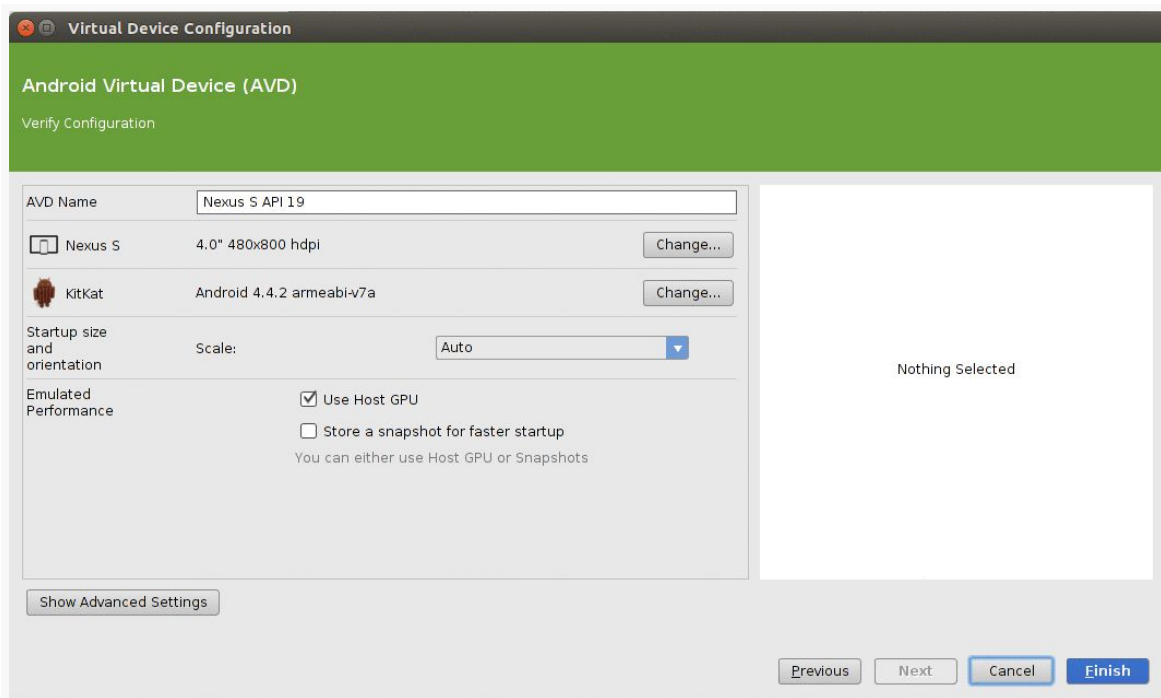 Virtual Device Configuration
Android Virtual Device (AVD)
Verify Configuration
AVD Name
Nexus S API 19
Nexus S
4.0" 480x800 hdpi
Change...
KitKat
Android 4.4.2 armeabi-v7a
Change...
Startup size
and
orientation
Scale:
Auto
Emulated
Performance
Use Host GPU
Store a snapshot for faster startup
You can either use Host GPU or Snapshots
Nothing Selected
Show Advanced Settings
Previous
Next
Cancel
Finish